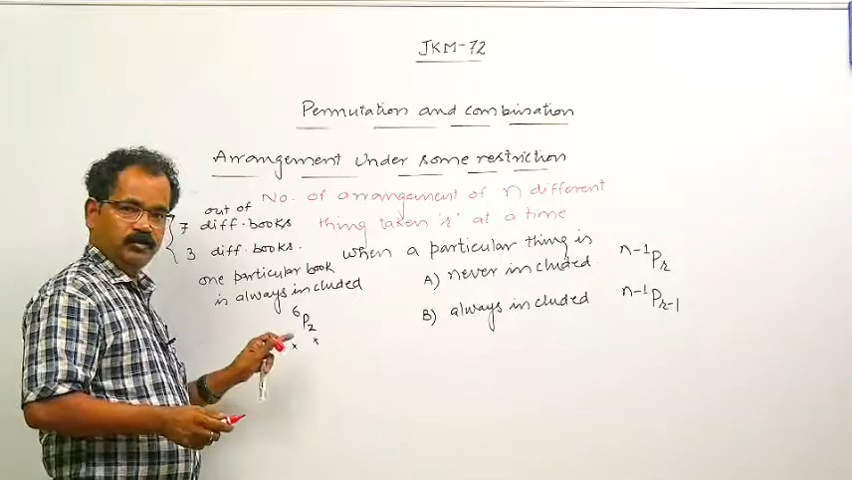 JKM-72
Permutation and combination
Arrangement Under some restriction
No. of arrangement of n different
thing taken 'r' at a time
when a particular thing is
A) never included n-1Pr
B) always included n-1Pr-1
out of
7 diff. books
3 diff. books.
one particular book
is always included
6P2
× ×